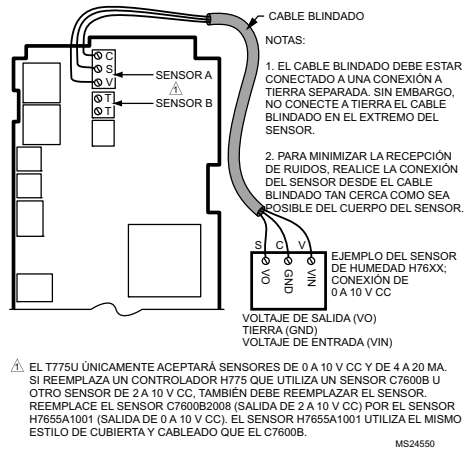 CABLE BLINDADO
NOTAS:
1. EL CABLE BLINDADO DEBE ESTAR
CONECTADO A UNA CONEXIÓN A
TIERRA SEPARADA. SIN EMBARGO,
NO CONECTE A TIERRA EL CABLE
BLINDADO EN EL EXTREMO DEL
SENSOR.
2. PARA MINIMIZAR LA RECEPCIÓN
DE RUIDOS, REALICE LA CONEXIÓN
DEL SENSOR DESDE EL CABLE
BLINDADO TAN CERCA COMO SEA
POSIBLE DEL CUERPO DEL SENSOR.
C
S
V
SENSOR A
1
T
T
SENSOR B
S C V
VO GND VIN
EJEMPLO DEL SENSOR
DE HUMEDAD H76XX;
CONEXIÓN DE
0 A 10 V CC
VOLTAJE DE SALIDA (VO)
TIERRA (GND)
VOLTAJE DE ENTRADA (VIN)
1 EL T775U ÚNICAMENTE ACEPTARÁ SENSORES DE 0 A 10 V CC Y DE 4 A 20 MA.
SI REEMPLAZA UN CONTROLADOR H775 QUE UTILIZA UN SENSOR C7600B U
OTRO SENSOR DE 2 A 10 V CC, TAMBIÉN DEBE REEMPLAZAR EL SENSOR.
REEMPLACE EL SENSOR C7600B2008 (SALIDA DE 2 A 10 V CC) POR EL SENSOR
H7655A1001 (SALIDA DE 0 A 10 V CC). EL SENSOR H7655A1001 UTILIZA EL MISMO
ESTILO DE CUBIERTA Y CABLEADO QUE EL C7600B.
MS24550